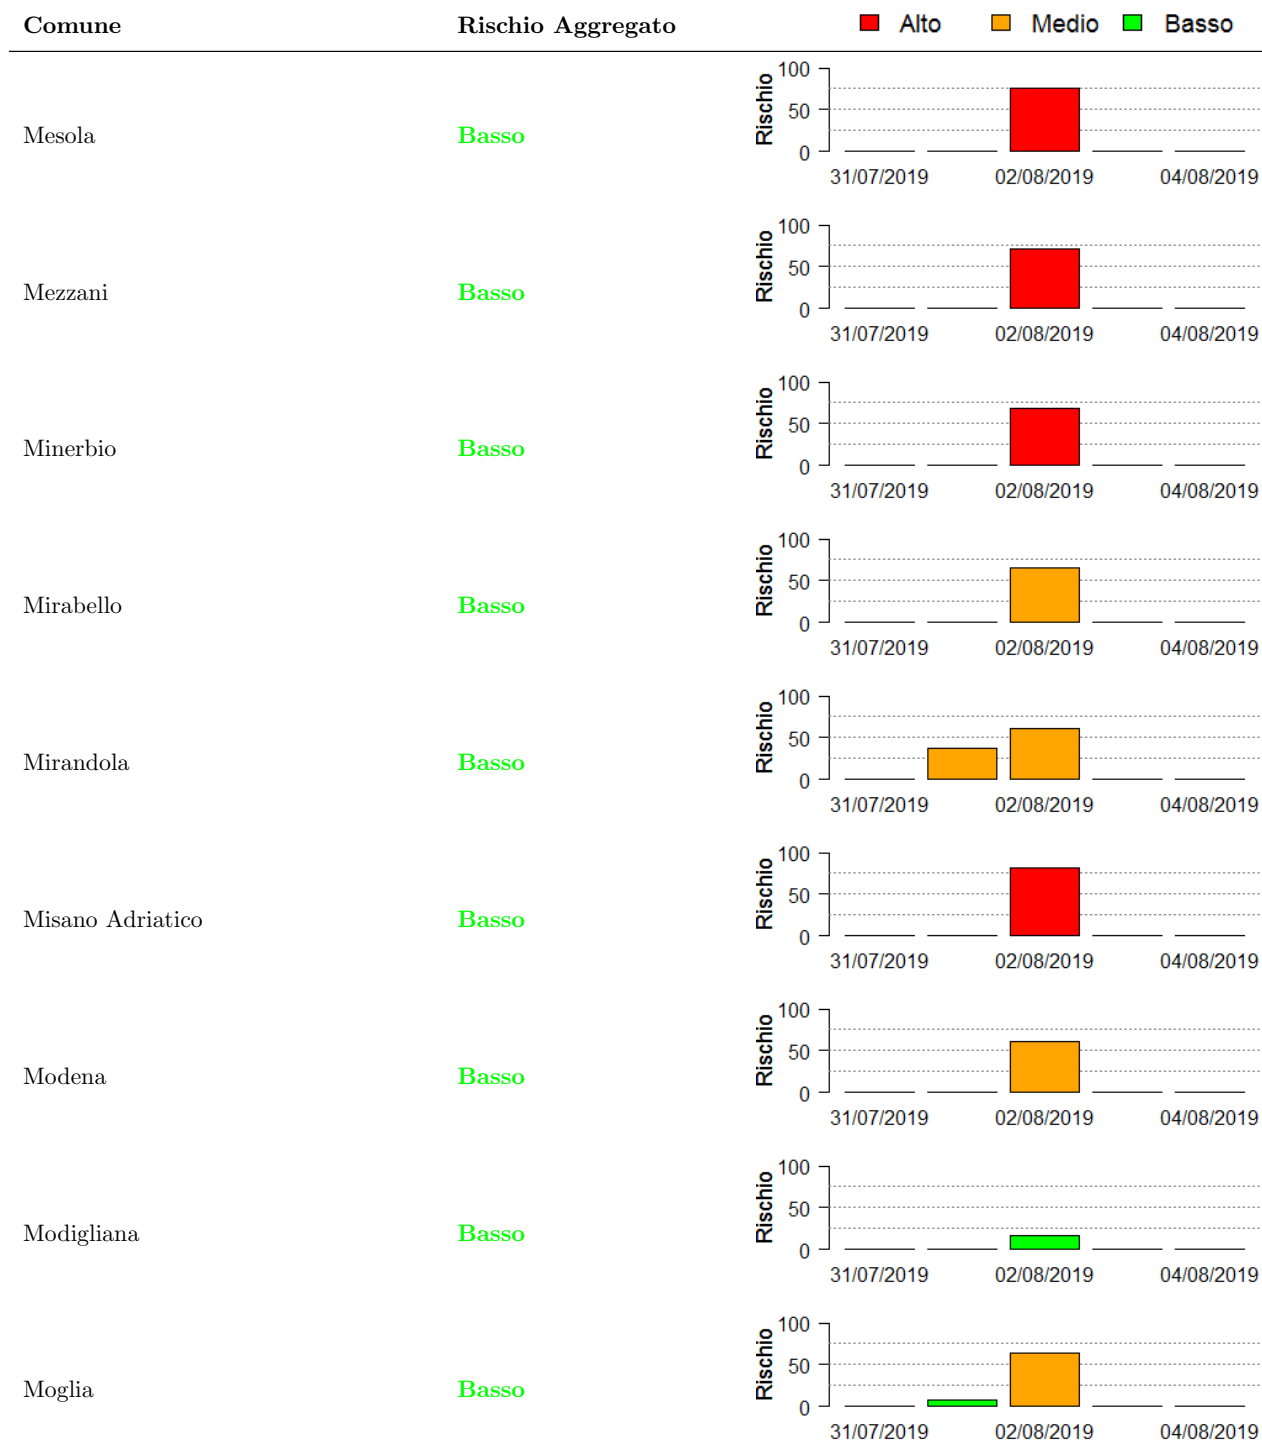 Comune Rischio Aggregato Alto Medio Basso
Mesola Basso Rischio 100 50 0 31/07/2019 02/08/2019 04/08/2019
Mezzani Basso Rischio 100 50 0 31/07/2019 02/08/2019 04/08/2019
Minerbio Basso Rischio 100 50 0 31/07/2019 02/08/2019 04/08/2019
Mirabello Basso Rischio 100 50 0 31/07/2019 02/08/2019 04/08/2019
Mirandola Basso Rischio 100 50 0 31/07/2019 02/08/2019 04/08/2019
Misano Adriatico Basso Rischio 100 50 0 31/07/2019 02/08/2019 04/08/2019
Modena Basso Rischio 100 50 0 31/07/2019 02/08/2019 04/08/2019
Modigliana Basso Rischio 100 50 0 31/07/2019 02/08/2019 04/08/2019
Moglia Basso Rischio 100 50 0 31/07/2019 02/08/2019 04/08/2019